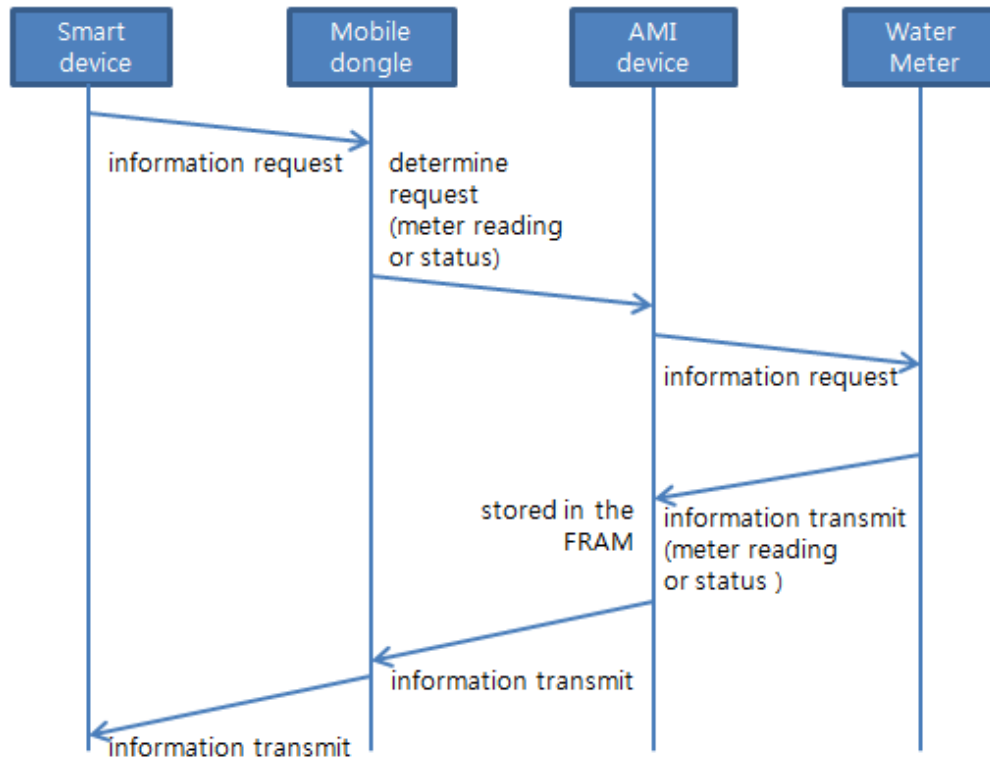 Smart
device
Mobile
dongle
AMI
device
Water
Meter
information request
determine
request
(meter reading
or status)
information request
stored in the
FRAM
information transmit
(meter reading
or status )
information transmit
information transmit